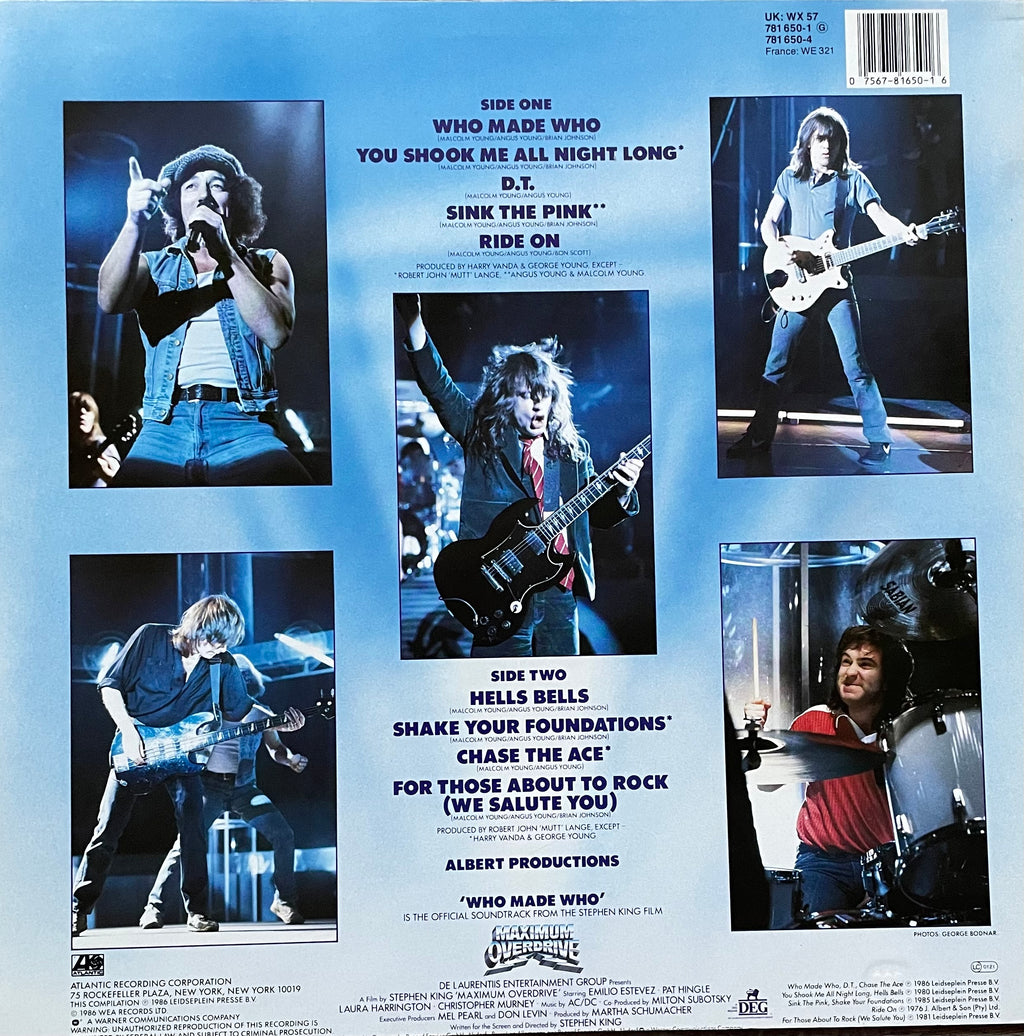 UK: WX 57
781 650-1 Ⓖ
781 650-4
France: WE 321
0 7567-81650-1 6
SIDE ONE
WHO MADE WHO
(MALCOLM YOUNG/ANGUS YOUNG/BRIAN JOHNSON)
YOU SHOOK ME ALL NIGHT LONG*
(MALCOLM YOUNG/ANGUS YOUNG/BRIAN JOHNSON)
D.T.
(MALCOLM YOUNG/ANGUS YOUNG)
SINK THE PINK**
(MALCOLM YOUNG/ANGUS YOUNG/BRIAN JOHNSON)
RIDE ON
(MALCOLM YOUNG/ANGUS YOUNG/BON SCOTT)
PRODUCED BY HARRY VANDA & GEORGE YOUNG, EXCEPT –
*ROBERT JOHN 'MUTT' LANGE, **ANGUS YOUNG & MALCOLM YOUNG.
SABIAN
SIDE TWO
HELLS BELLS
(MALCOLM YOUNG/ANGUS YOUNG/BRIAN JOHNSON)
SHAKE YOUR FOUNDATIONS*
(MALCOLM YOUNG/ANGUS YOUNG/BRIAN JOHNSON)
CHASE THE ACE*
(MALCOLM YOUNG/ANGUS YOUNG)
FOR THOSE ABOUT TO ROCK
(WE SALUTE YOU)
(MALCOLM YOUNG/ANGUS YOUNG/BRIAN JOHNSON)
PRODUCED BY ROBERT JOHN 'MUTT' LANGE, EXCEPT –
*HARRY VANDA & GEORGE YOUNG.
ALBERT PRODUCTIONS
'WHO MADE WHO'
IS THE OFFICIAL SOUNDTRACK FROM THE STEPHEN KING FILM
MAXIMUM
OVERDRIVE
PHOTOS: GEORGE BODNAR.
ATLANTIC
ATLANTIC RECORDING CORPORATION
75 ROCKEFELLER PLAZA, NEW YORK, NEW YORK 10019
THIS COMPILATION ℗ 1986 LEIDSEPLEIN PRESSE B.V.
© 1986 WEA RECORDS LTD.
A WARNER COMMUNICATIONS COMPANY
WARNING: UNAUTHORIZED REPRODUCTION OF THIS RECORDING IS
BY FEDERAL LAW AND SUBJECT TO CRIMINAL PROSECUTION.
DE LAURENTIIS ENTERTAINMENT GROUP Presents
A Film by STEPHEN KING 'MAXIMUM OVERDRIVE' Starring EMILIO ESTEVEZ · PAT HINGLE
LAURA HARRINGTON · CHRISTOPHER MURNEY · Music by AC/DC · Co-Produced by MILTON SUBOTSKY
Executive Producers MEL PEARL and DON LEVIN · Produced by MARTHA SCHUMACHER
Written for the Screen and Directed by STEPHEN KING
DEG
LC 0121
Who Made Who, D.T., Chase The Ace ℗ 1986 Leidseplein Presse B.V.
You Shook Me All Night Long, Hells Bells ℗ 1980 Leidseplein Presse B.V.
Sink The Pink, Shake Your Foundations ℗ 1985 Leidseplein Presse B.V.
Ride On ℗ 1976 J. Albert & Son (Pty) Ltd.
For Those About To Rock (We Salute You) ℗ 1981 Leidseplein Presse B.V.